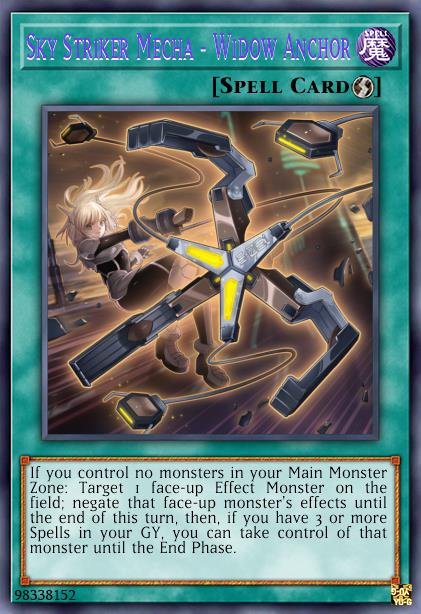 Sky Striker Mecha - Widow Anchor
SPELL
魔
[Spell Card]
If you control no monsters in your Main Monster
Zone: Target 1 face-up Effect Monster on the
field; negate that face-up monster's effects until
the end of this turn, then, if you have 3 or more
Spells in your GY, you can take control of that
monster until the End Phase.
98338152